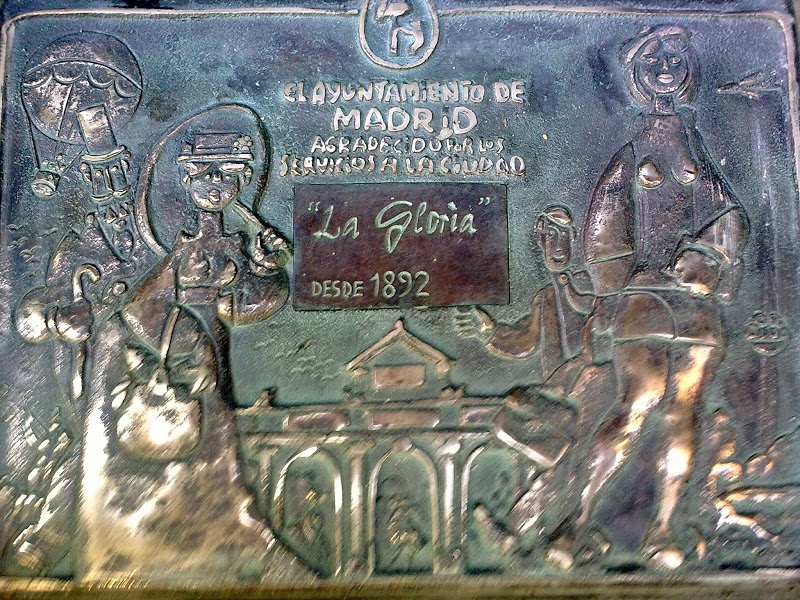 EL AYUNTAMIENTO DE
MADRID
AGRADECIDO POR LOS
SERVICIOS A LA CIUDAD
"La Gloria"
DESDE 1892